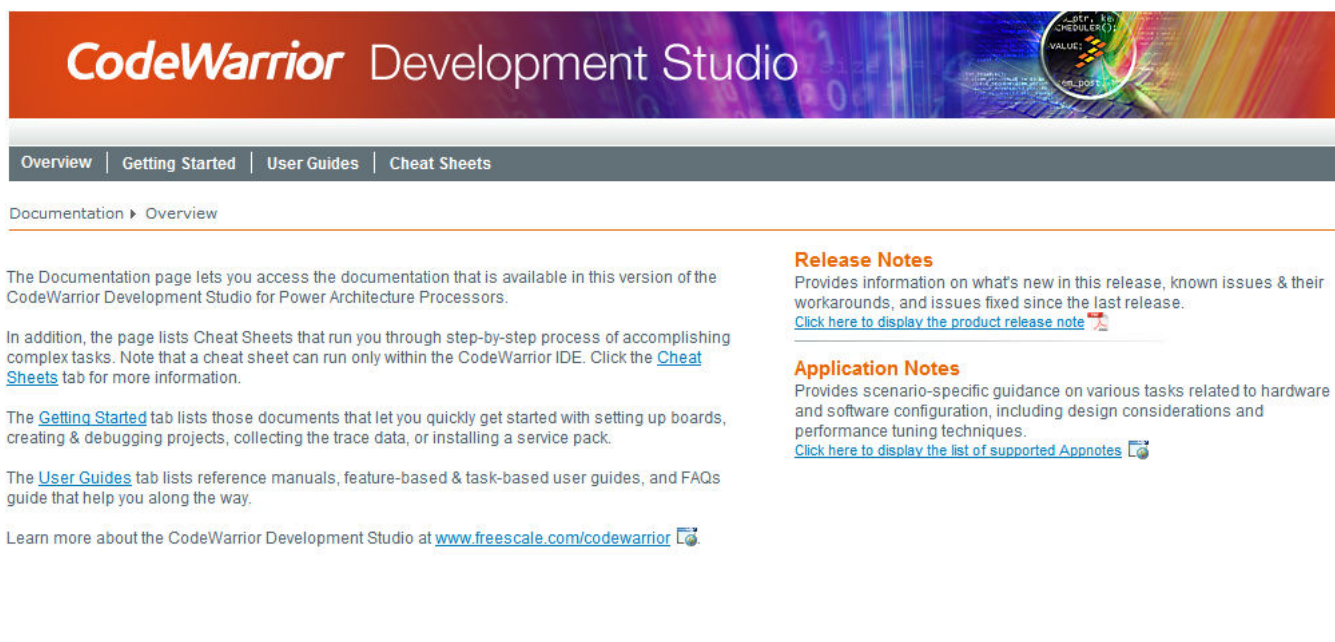 CodeWarrior Development Studio
_ptr, ke
CHEDULER();
VALUE;
em_post,
Overview | Getting Started | User Guides | Cheat Sheets
Documentation ▸ Overview
The Documentation page lets you access the documentation that is available in this version of the
CodeWarrior Development Studio for Power Architecture Processors.
In addition, the page lists Cheat Sheets that run you through step-by-step process of accomplishing
complex tasks. Note that a cheat sheet can run only within the CodeWarrior IDE. Click the Cheat
Sheets tab for more information.
The Getting Started tab lists those documents that let you quickly get started with setting up boards,
creating & debugging projects, collecting the trace data, or installing a service pack.
The User Guides tab lists reference manuals, feature-based & task-based user guides, and FAQs
guide that help you along the way.
Learn more about the CodeWarrior Development Studio at www.freescale.com/codewarrior .
Release Notes
Provides information on what's new in this release, known issues & their
workarounds, and issues fixed since the last release.
Click here to display the product release note
Application Notes
Provides scenario-specific guidance on various tasks related to hardware
and software configuration, including design considerations and
performance tuning techniques.
Click here to display the list of supported Appnotes